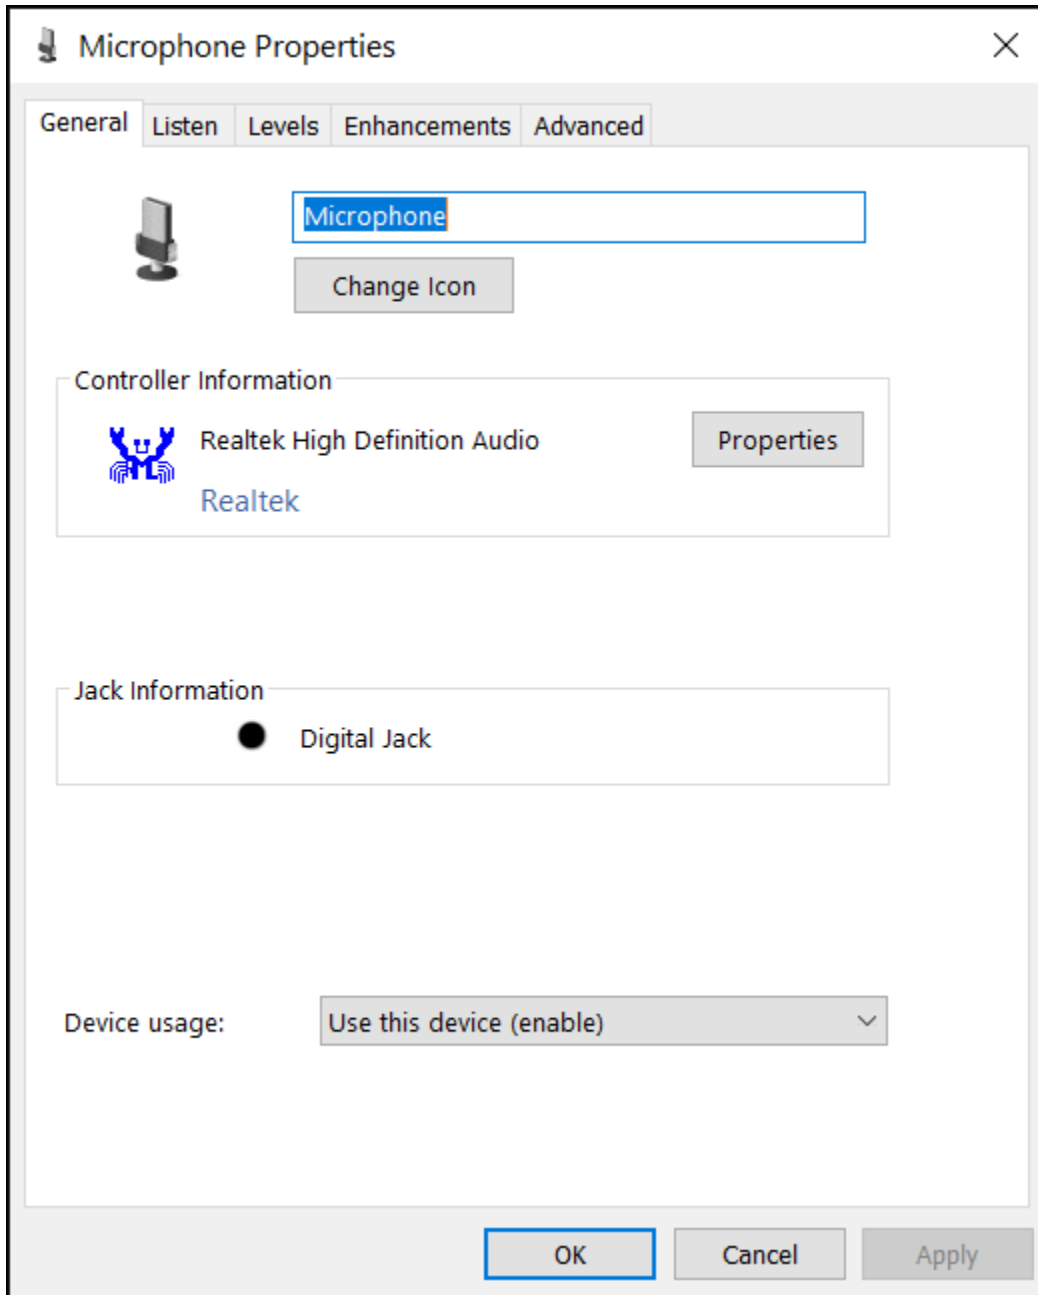 Microphone Properties
General Listen Levels Enhancements Advanced
Microphone
Change Icon
Controller Information
Realtek High Definition Audio
Properties
Realtek
Jack Information
Digital Jack
Device usage: Use this device (enable)
OK Cancel Apply